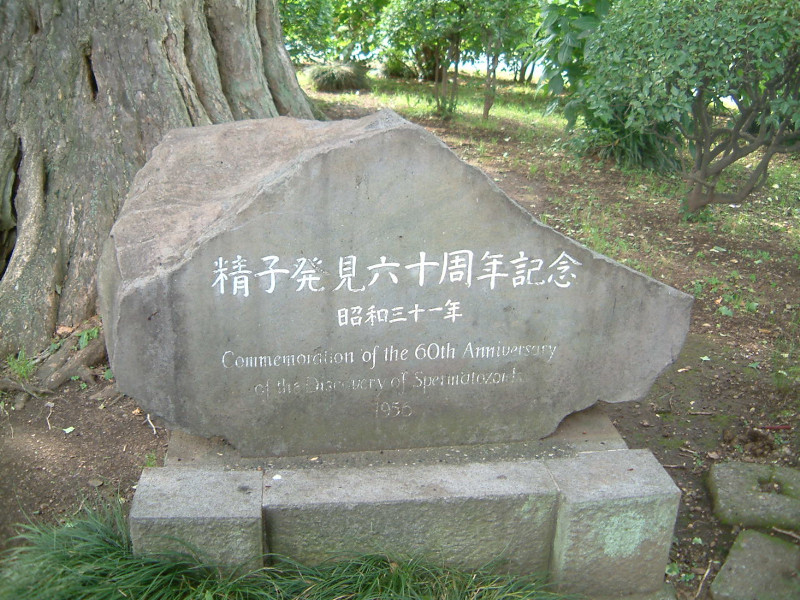 精子発見六十周年記念
昭和三十一年
Commemoration of the 60th Anniversary
of the Discovery of Spermatozoid
1956